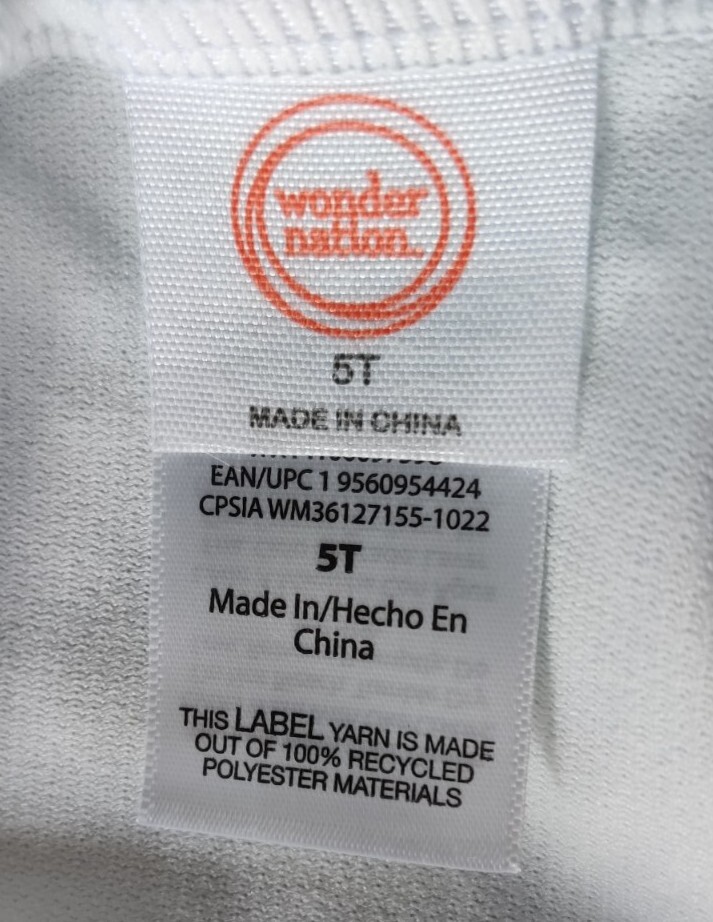 wonder
nation.
5T
MADE IN CHINA
EAN/UPC 1 9560954424
CPSIA WM36127155-1022
5T
Made In/Hecho En
China
THIS LABEL YARN IS MADE
OUT OF 100% RECYCLED
POLYESTER MATERIALS